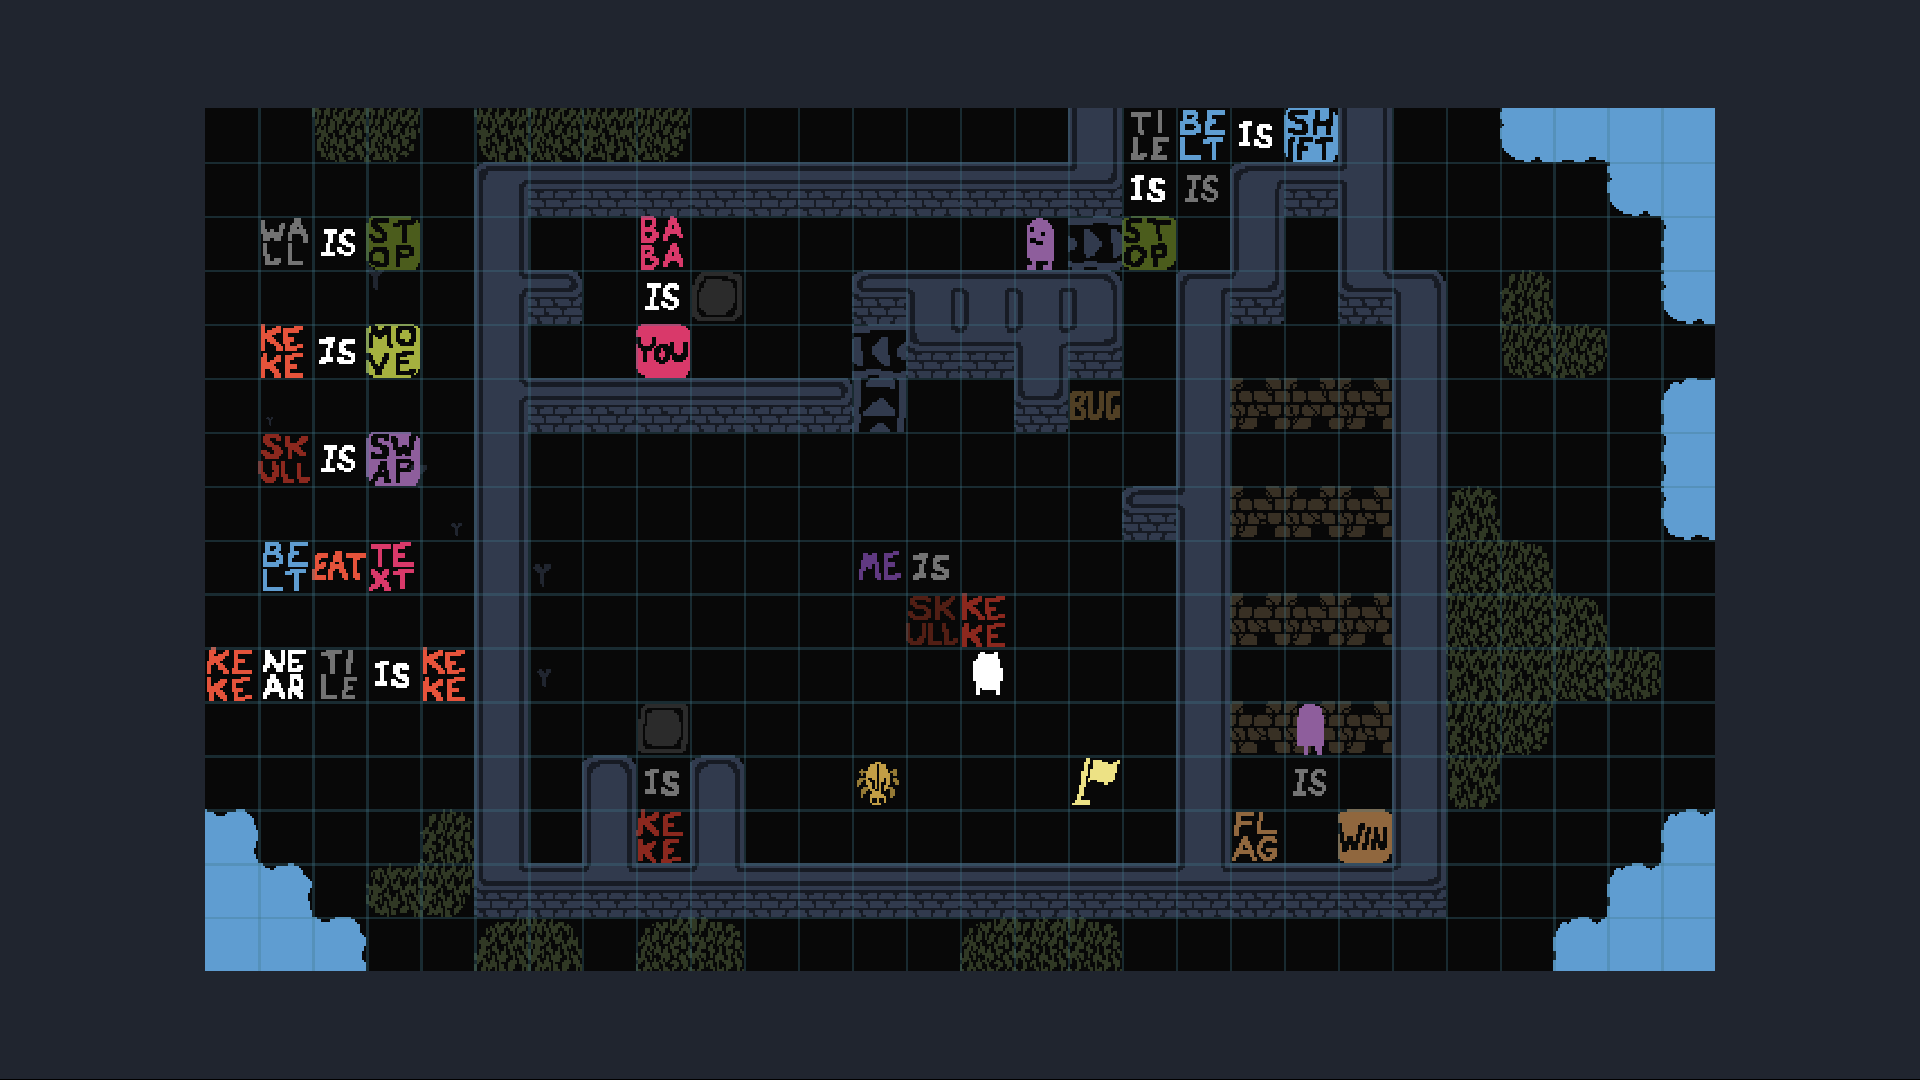 TILE BELT IS SHIFT
IS IS
WALL IS STOP BABA STOP
IS
KEKE IS MOVE YOU
BUG
SKULL IS SWAP
BELT EAT TEXT ME IS
SKULL KEKE
KEKE NEAR TILE IS KEKE
IS IS
KEKE FLAG WIN